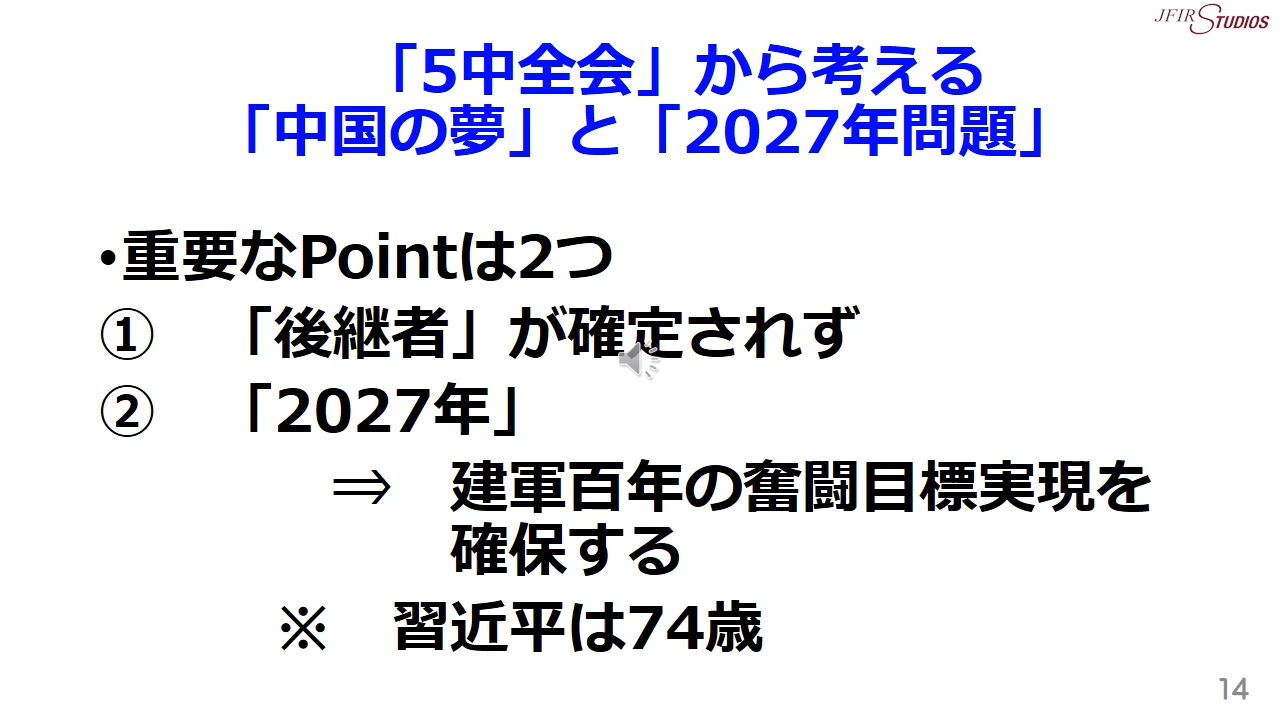 JFIR STUDIOS
「5中全会」から考える
「中国の夢」と「2027年問題」
•重要なPointは2つ
① 「後継者」が確定されず
② 「2027年」
⇒ 建軍百年の奮闘目標実現を
確保する
※ 習近平は74歳
14